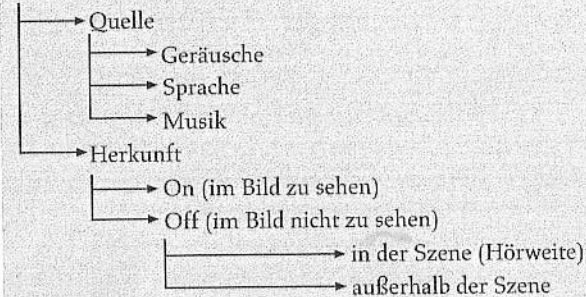 Quelle
Geräusche
Sprache
Musik
Herkunft
On (im Bild zu sehen)
Off (im Bild nicht zu sehen)
in der Szene (Hörweite)
außerhalb der Szene